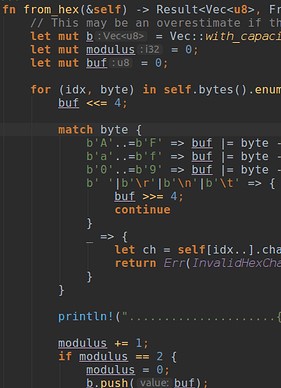 fn from_hex(&self) -> Result<Vec<u8>, Fr
// This may be an overestimate if th
let mut b: Vec<u8> = Vec::with_capaci
let mut modulus: i32 = 0;
let mut buf: u8 = 0;
for (idx, byte) in self.bytes().enum
buf <<= 4;
match byte {
b'A'..=b'F' => buf |= byte -
b'a'..=b'f' => buf |= byte -
b'0'..=b'9' => buf |= byte -
b' '|b'\r'|b'\n'|b'\t' => {
buf >>= 4;
continue
}
_ => {
let ch = self[idx..].cha
return Err(InvalidHexCha
}
}
println!("....................{
modulus += 1;
if modulus == 2 {
modulus = 0;
b.push( value: buf);